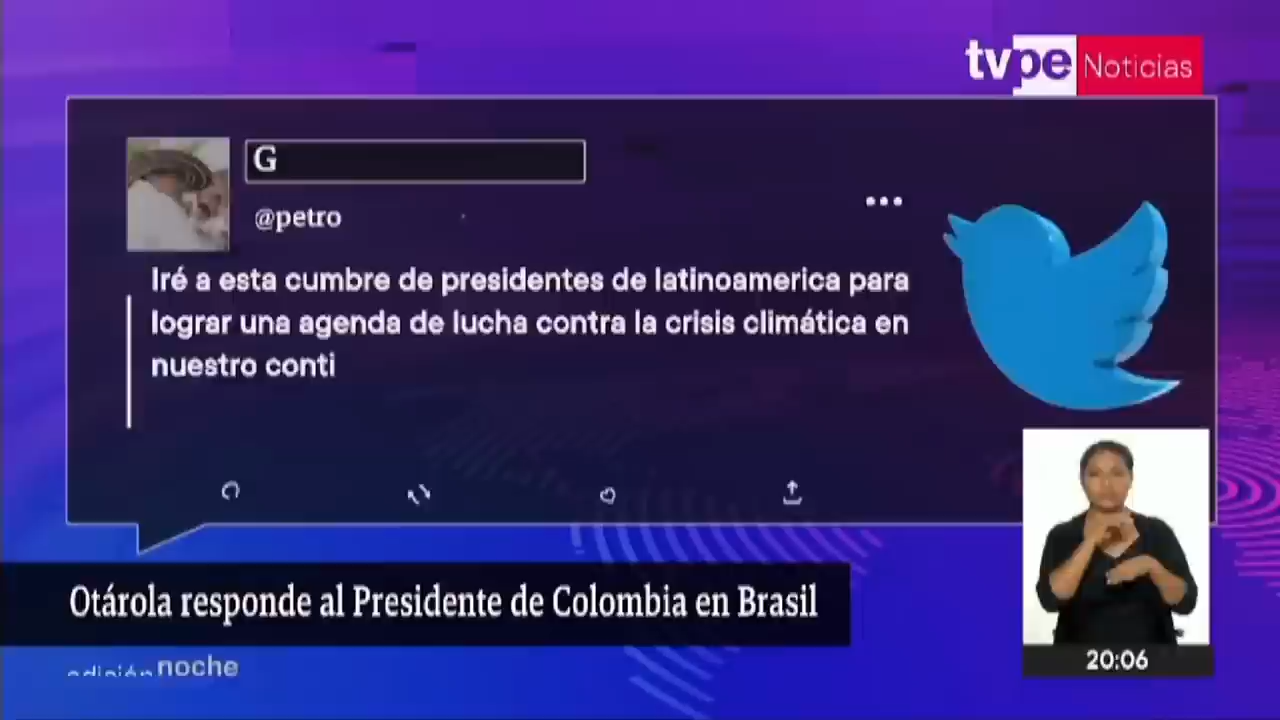 tvpe Noticias
G
@petro
Iré a esta cumbre de presidentes de latinoamerica para
lograr una agenda de lucha contra la crisis climática en
nuestro conti
Otárola responde al Presidente de Colombia en Brasil
edición noche
20:06